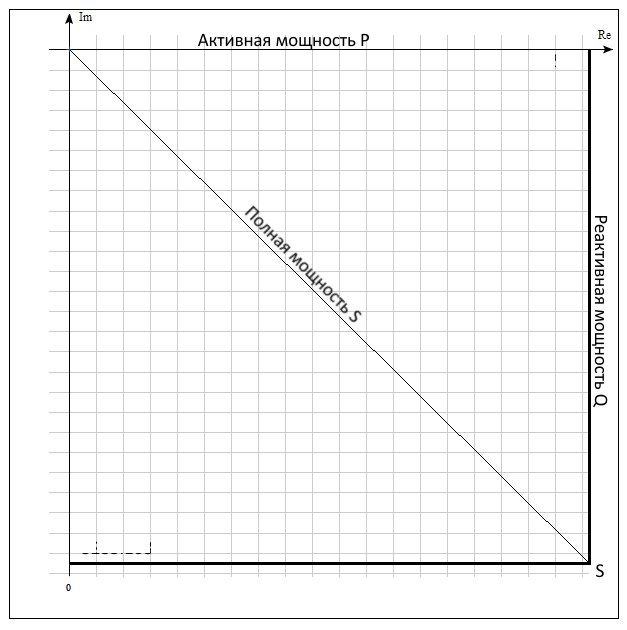 Im
Активная мощность P
Re
Полная мощность S
Реактивная мощность Q
S
0